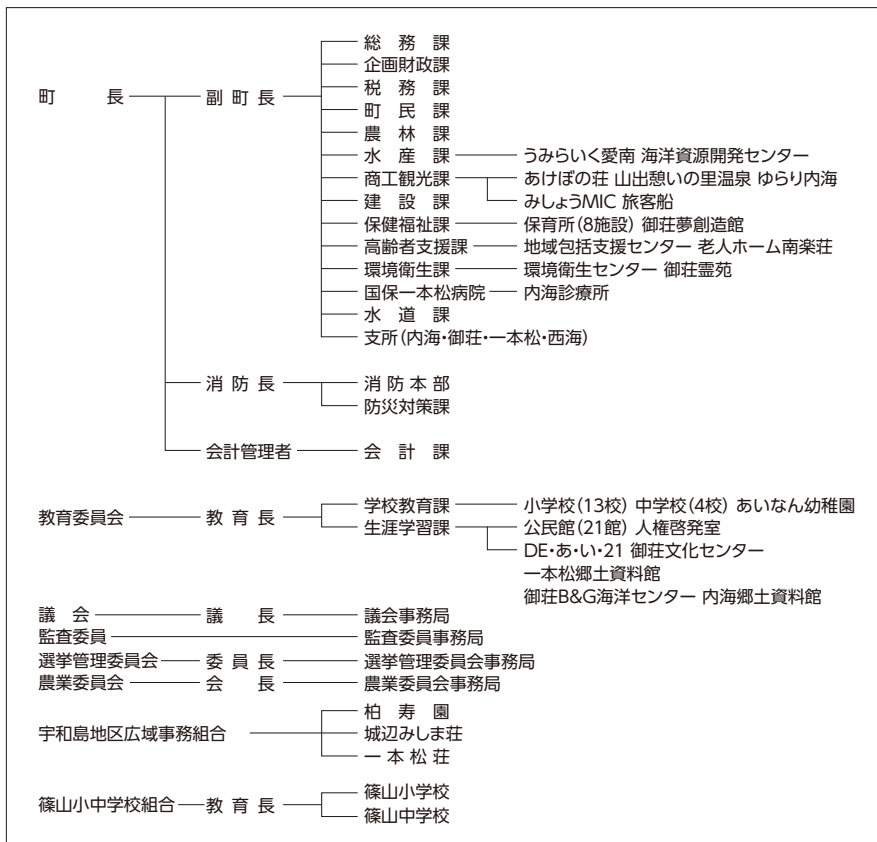 総務課
企画財政課
税務課
町長 副町長 町民課
農林課
水産課 うみらいく愛南 海洋資源開発センター
商工観光課 あけぼの荘 山出憩いの里温泉 ゆらり内海
建設課 みしょうMIC 旅客船
保健福祉課 保育所(8施設) 御荘夢創造館
高齢者支援課 地域包括支援センター 老人ホーム南楽荘
環境衛生課 環境衛生センター 御荘霊苑
国保一本松病院 内海診療所
水道課
支所(内海・御荘・一本松・西海)
消防長 消防本部
防災対策課
会計管理者 会計課
教育委員会 教育長 学校教育課 小学校(13校) 中学校(4校) あいなん幼稚園
生涯学習課 公民館(21館) 人権啓発室
DE・あ・い・21 御荘文化センター
一本松郷土資料館
御荘B&G海洋センター 内海郷土資料館
議会 議長 議会事務局
監査委員 監査委員事務局
選挙管理委員会 委員長 選挙管理委員会事務局
農業委員会 会長 農業委員会事務局
柏寿園
宇和島地区広域事務組合 城辺みしま荘
一本松荘
篠山小中学校組合 教育長 篠山小学校
篠山中学校